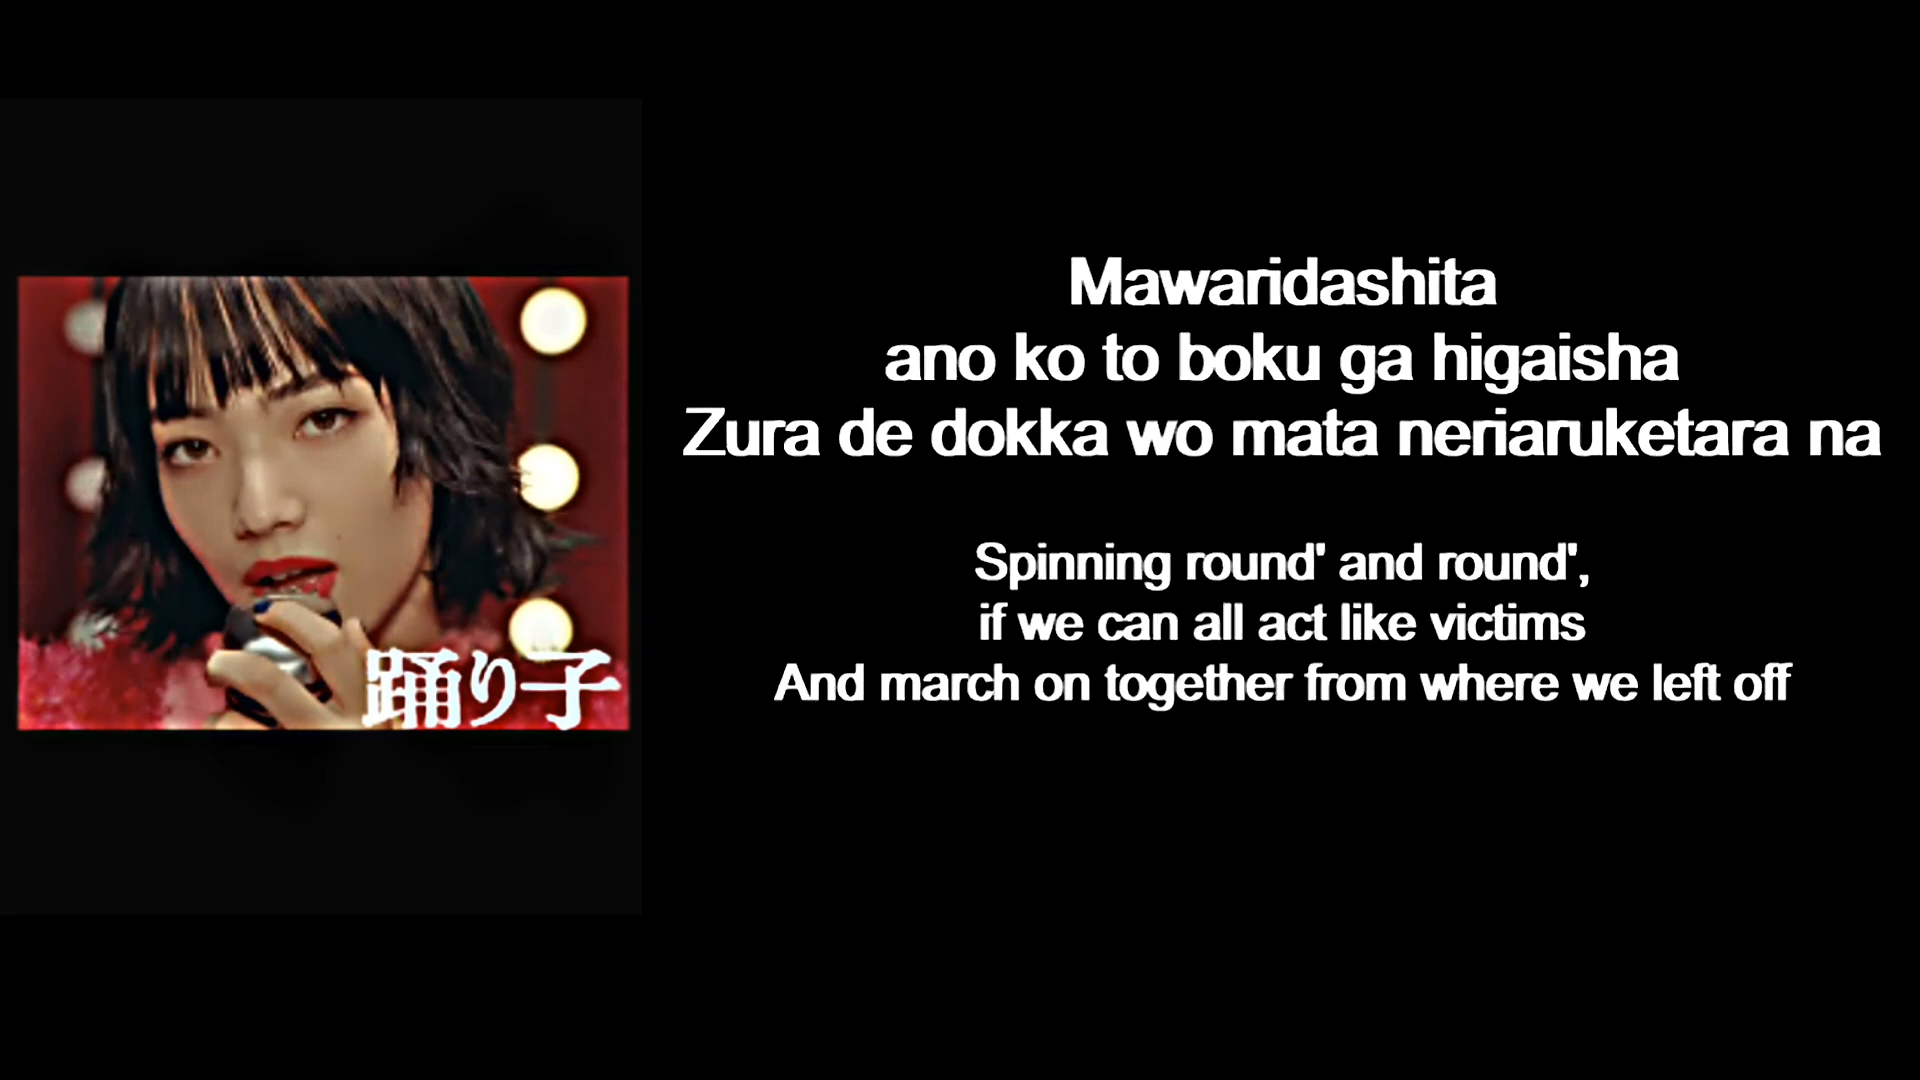 Mawaridashita
ano ko to boku ga higaisha
Zura de dokka wo mata neriaruketara na
Spinning round' and round',
if we can all act like victims
And march on together from where we left off
踊り子